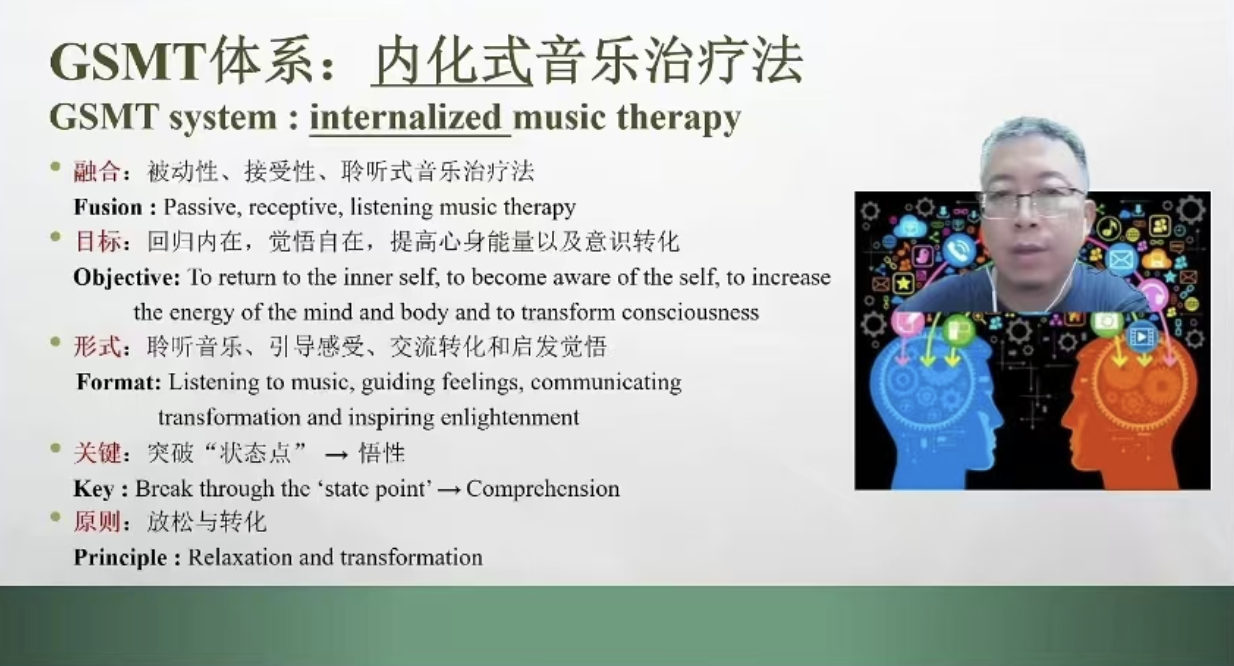 GSMT体系：内化式音乐治疗法
GSMT system : internalized music therapy
• 融合：被动性、接受性、聆听式音乐治疗法
Fusion : Passive, receptive, listening music therapy
• 目标：回归内在，觉悟自在，提高心身能量以及意识转化
Objective: To return to the inner self, to become aware of the self, to increase
the energy of the mind and body and to transform consciousness
• 形式：聆听音乐、引导感受、交流转化和启发觉悟
Format: Listening to music, guiding feelings, communicating
transformation and inspiring enlightenment
• 关键：突破“状态点” → 悟性
Key : Break through the ‘state point’ → Comprehension
• 原则：放松与转化
Principle : Relaxation and transformation